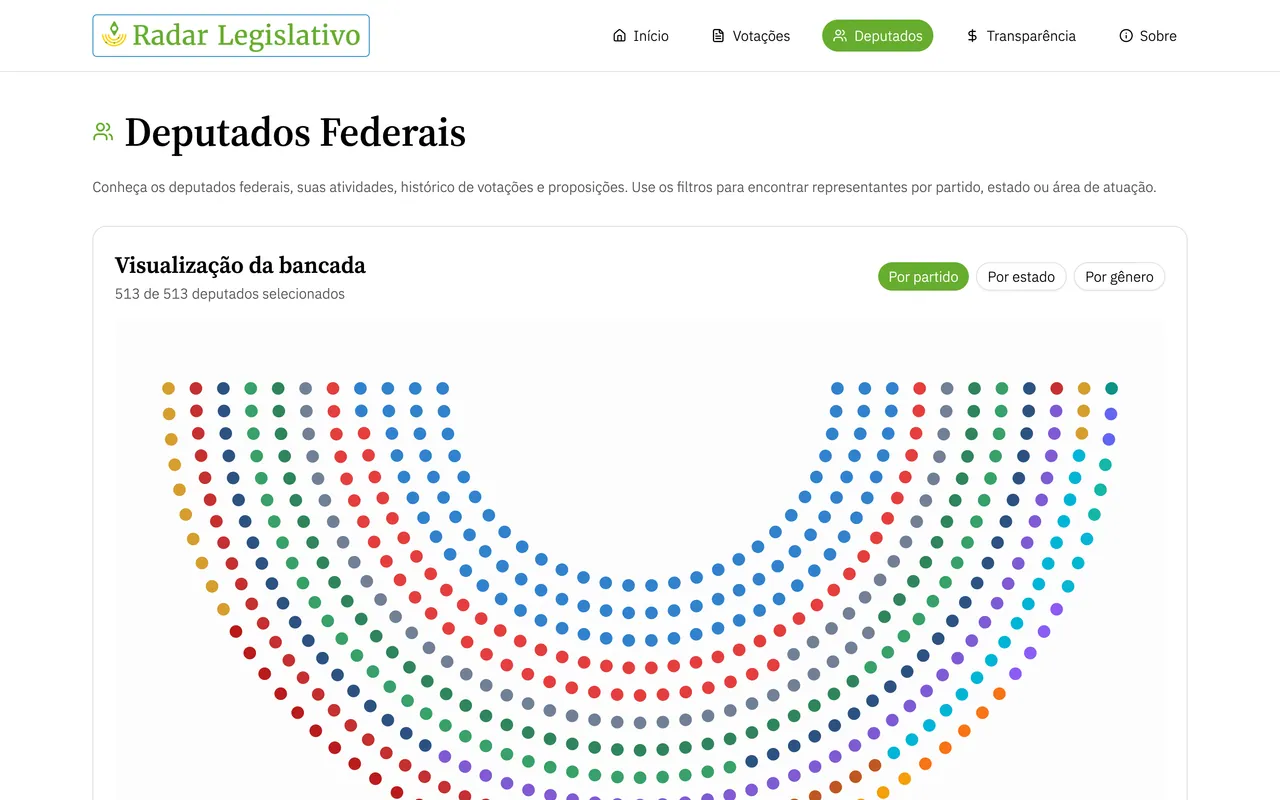 Radar Legislativo
Início
Votações
Deputados
Transparência
Sobre
Deputados Federais
Conheça os deputados federais, suas atividades, histórico de votações e proposições. Use os filtros para encontrar representantes por partido, estado ou área de atuação.
Visualização da bancada
513 de 513 deputados selecionados
Por partido
Por estado
Por gênero